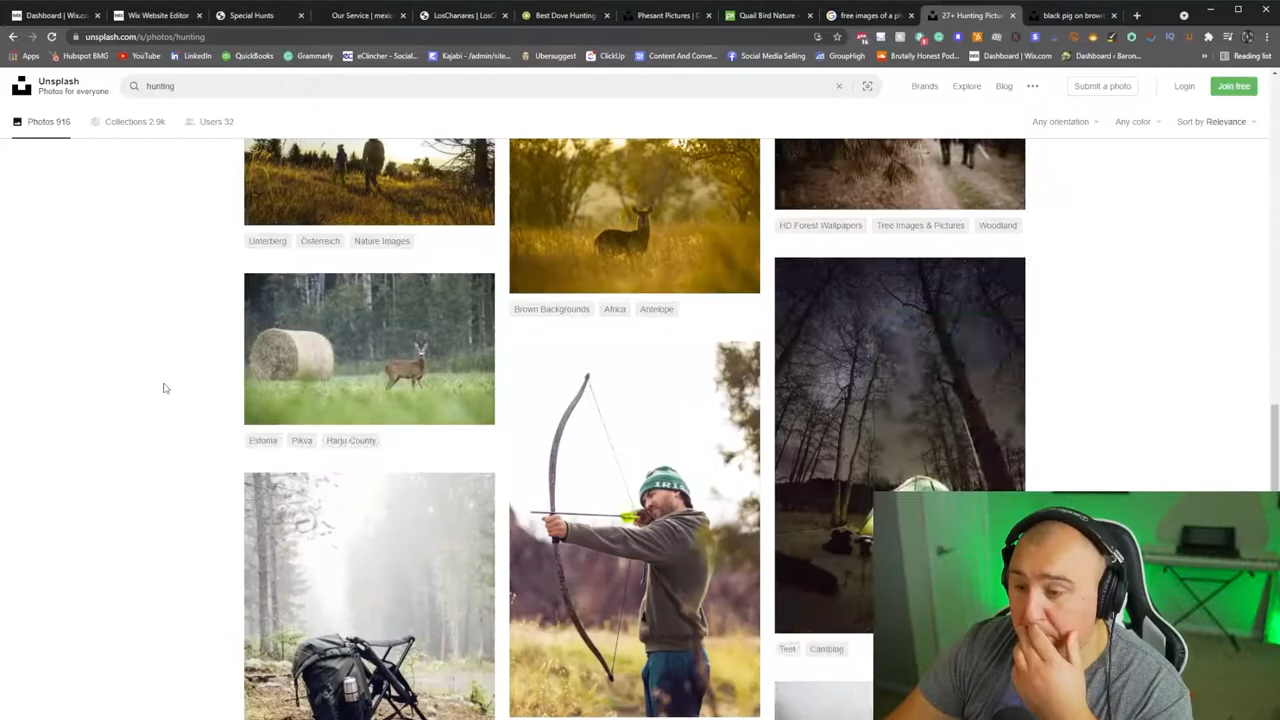 Dashboard | Wix.com
Wix Website Editor
Special Hunts
Our Service | mexic
LosChanares | LosC
Best Dove Hunting
Phesant Pictures | D
Quail Bird Nature -
free images of a ph
27+ Hunting Pictu
black pig on brown
unsplash.com/s/photos/hunting
Apps
Hubspot BMG
YouTube
LinkedIn
QuickBooks
Grammarly
eClincher - Social...
Kajabi - /admin/site...
Ubersuggest
ClickUp
Content And Conve...
Social Media Selling
GroupHigh
Brutally Honest Pod...
Dashboard | Wix.com
Dashboard ‹ Baron...
Reading list
Unsplash
Photos for everyone
hunting
Brands
Explore
Blog
Submit a photo
Login
Join free
Photos 916
Collections 2.9k
Users 32
Any orientation
Any color
Sort by Relevance
Unterberg
Österreich
Nature Images
HD Forest Wallpapers
Tree Images & Pictures
Woodland
Brown Backgrounds
Africa
Antelope
Estonia
Pikva
Harju County
IRIS
Tent
Camping